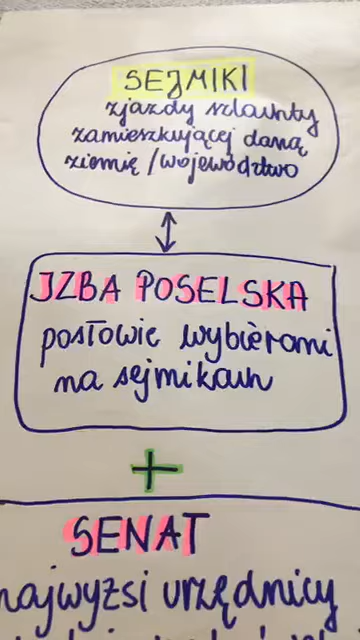 SEJMIKI
zjazdy szlachty
zamieszkującej daną
ziemię/województwo
IZBA POSELSKA
posłowie wybierani
na sejmikach
+
SENAT
najwyżsi urzędnicy